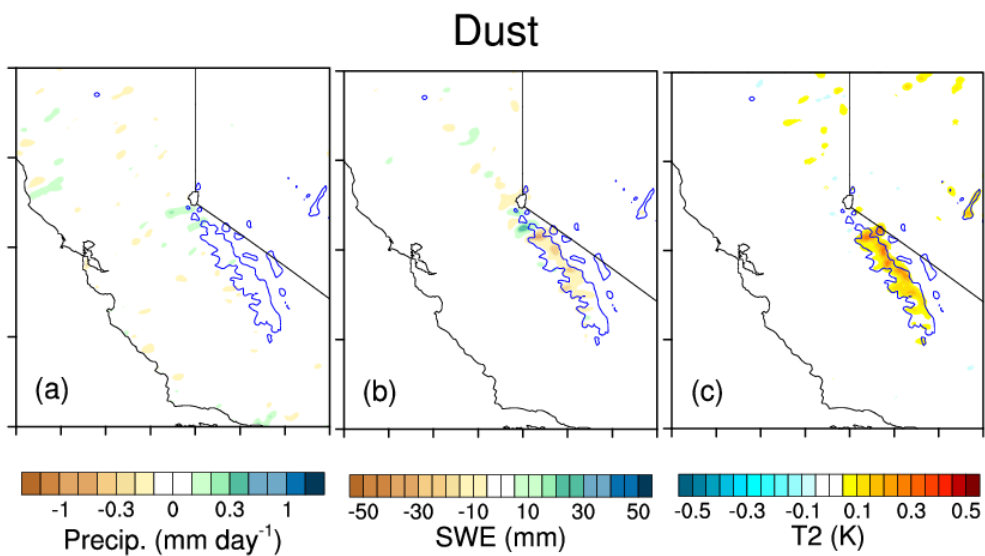 Dust
(a) (b) (c)
-1 -0.3 0 0.3 1
-50 -30 -10 10 30 50
-0.5 -0.3 -0.1 0.1 0.3 0.5
Precip. (mm day⁻¹) SWE (mm) T2 (K)